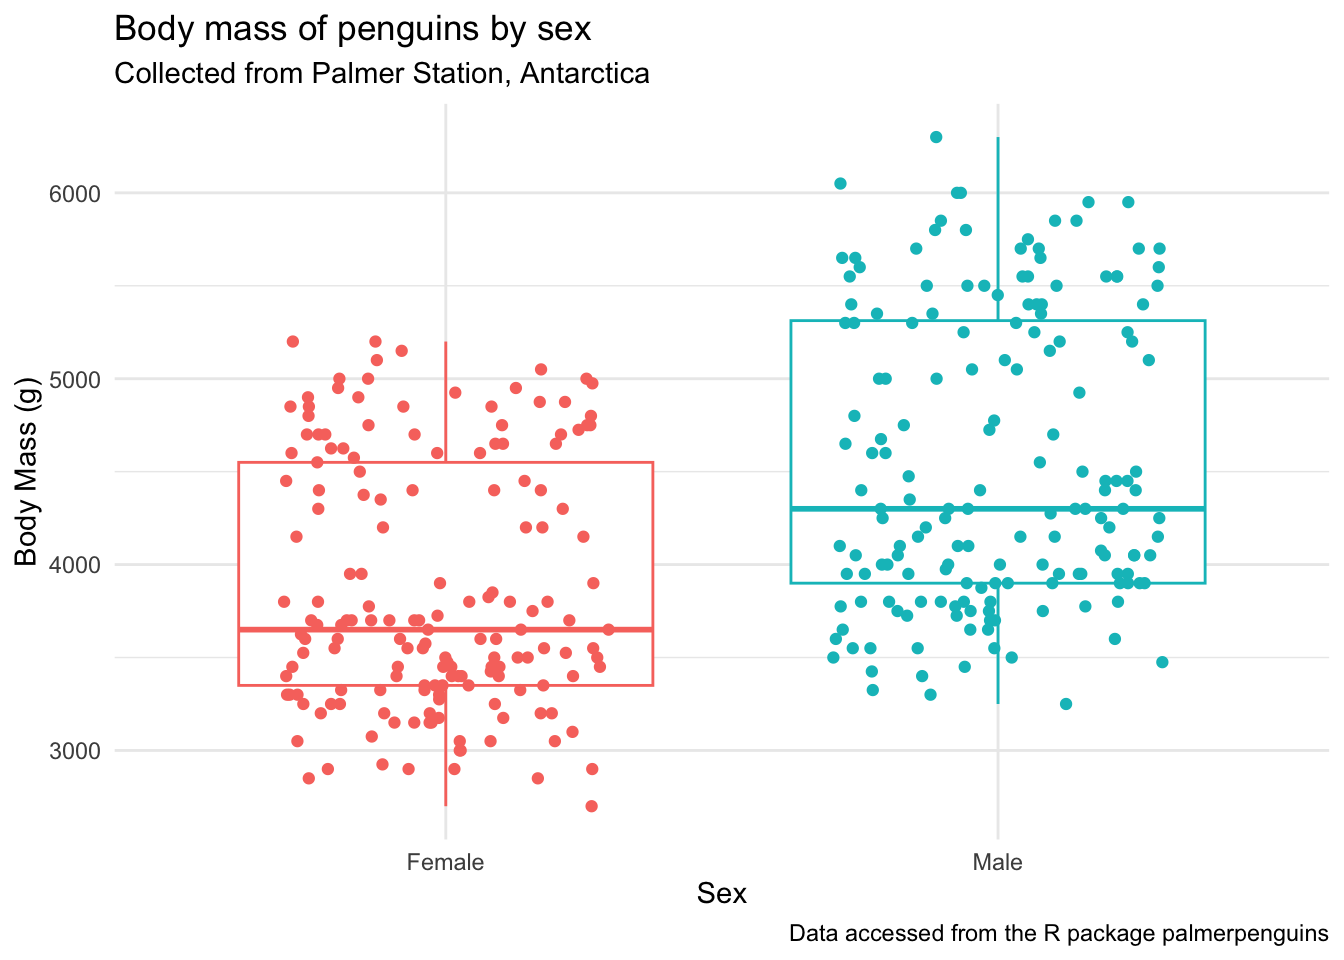 Body mass of penguins by sex
Collected from Palmer Station, Antarctica
Body Mass (g)
6000
5000
4000
3000
Female
Male
Sex
Data accessed from the R package palmerpenguins